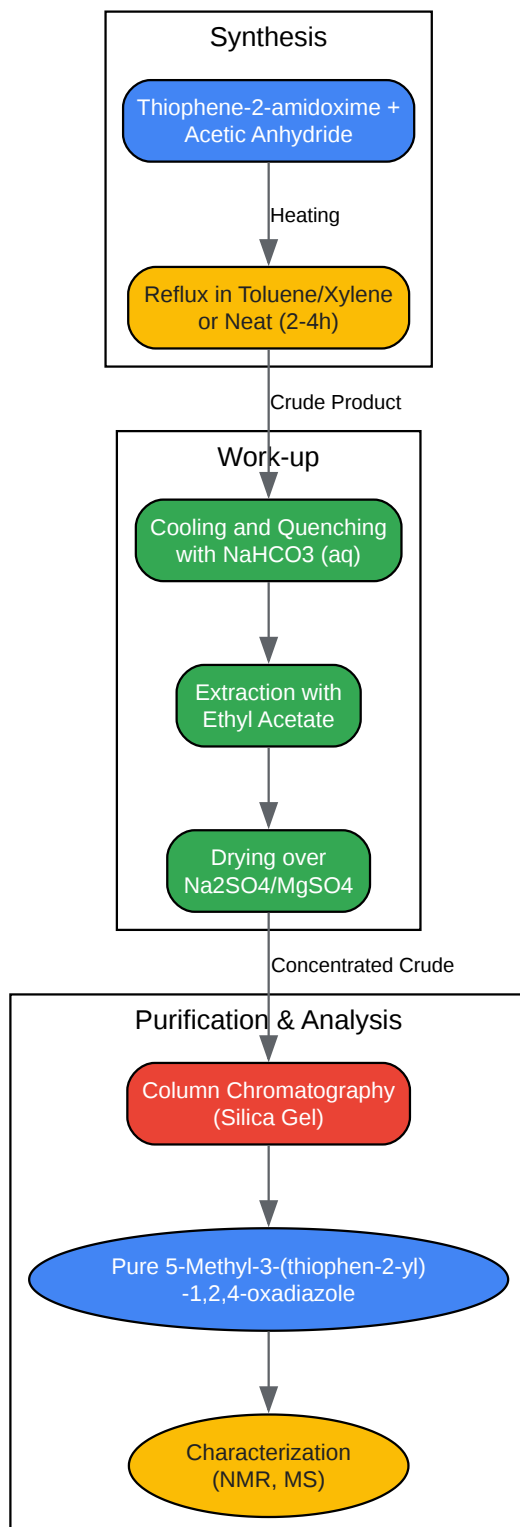 Synthesis
Thiophene-2-amidoxime +
Acetic Anhydride
Heating
Reflux in Toluene/Xylene
or Neat (2-4h)
Crude Product
Work-up
Cooling and Quenching
with NaHCO3 (aq)
Extraction with
Ethyl Acetate
Drying over
Na2SO4/MgSO4
Concentrated Crude
Purification & Analysis
Column Chromatography
(Silica Gel)
Pure 5-Methyl-3-(thiophen-2-yl)
-1,2,4-oxadiazole
Characterization
(NMR, MS)